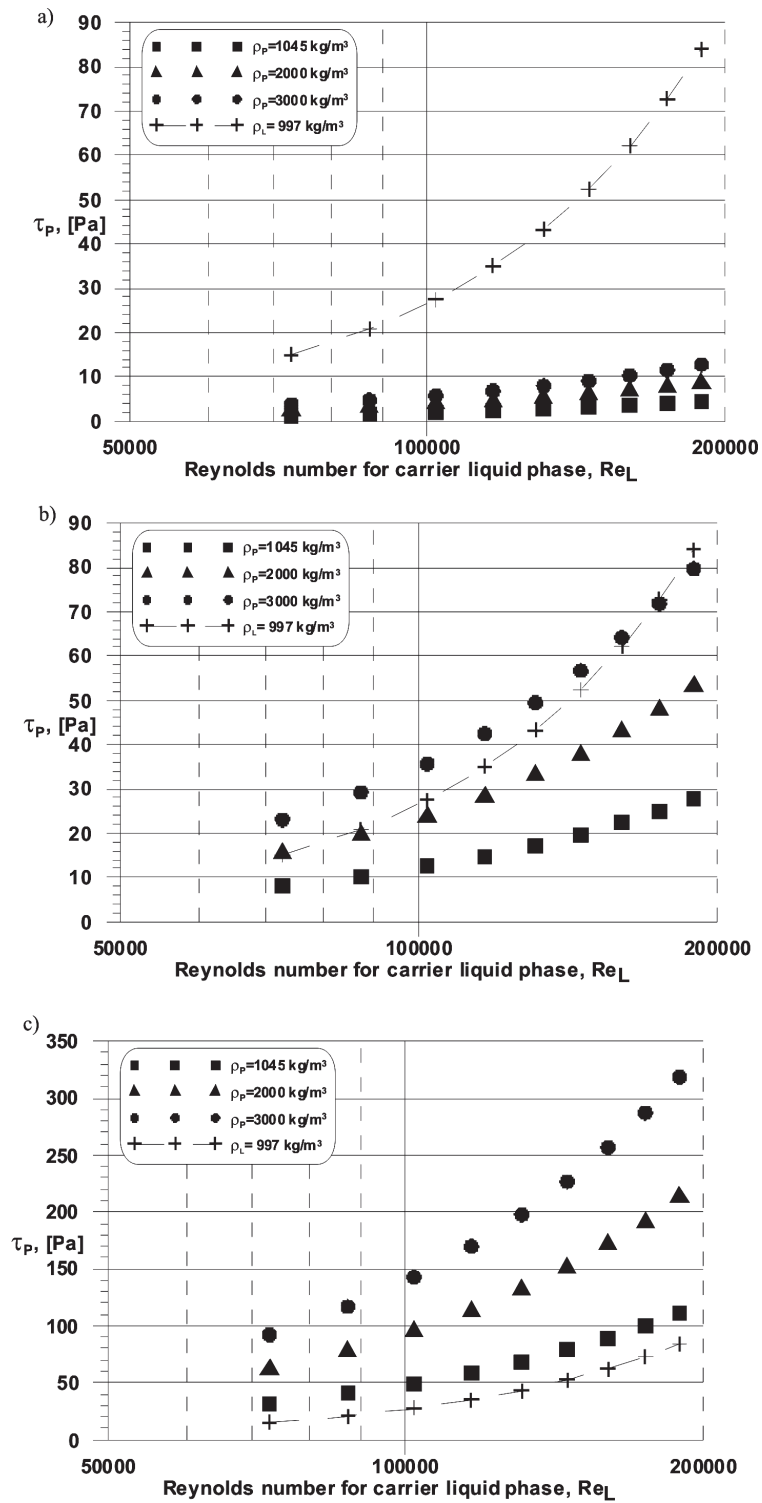 a)
90
80
70
60
50
40
30
20
10
0
τP, [Pa]
ρP=1045 kg/m³
ρP=2000 kg/m³
ρP=3000 kg/m³
ρL= 997 kg/m³
50000 100000 200000
Reynolds number for carrier liquid phase, ReL
b)
90
80
70
60
50
40
30
20
10
0
τP, [Pa]
ρP=1045 kg/m³
ρP=2000 kg/m³
ρP=3000 kg/m³
ρL= 997 kg/m³
50000 100000 200000
Reynolds number for carrier liquid phase, ReL
c)
350
300
250
200
150
100
50
0
τP, [Pa]
ρP=1045 kg/m³
ρP=2000 kg/m³
ρP=3000 kg/m³
ρL= 997 kg/m³
50000 100000 200000
Reynolds number for carrier liquid phase, ReL